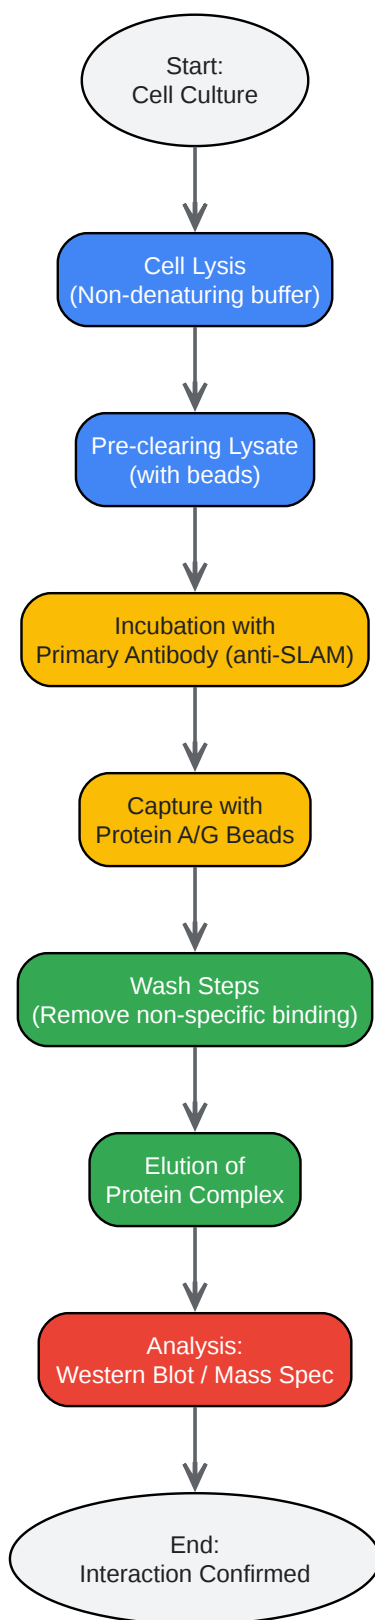 Start:
Cell Culture
Cell Lysis
(Non-denaturing buffer)
Pre-clearing Lysate
(with beads)
Incubation with
Primary Antibody (anti-SLAM)
Capture with
Protein A/G Beads
Wash Steps
(Remove non-specific binding)
Elution of
Protein Complex
Analysis:
Western Blot / Mass Spec
End:
Interaction Confirmed